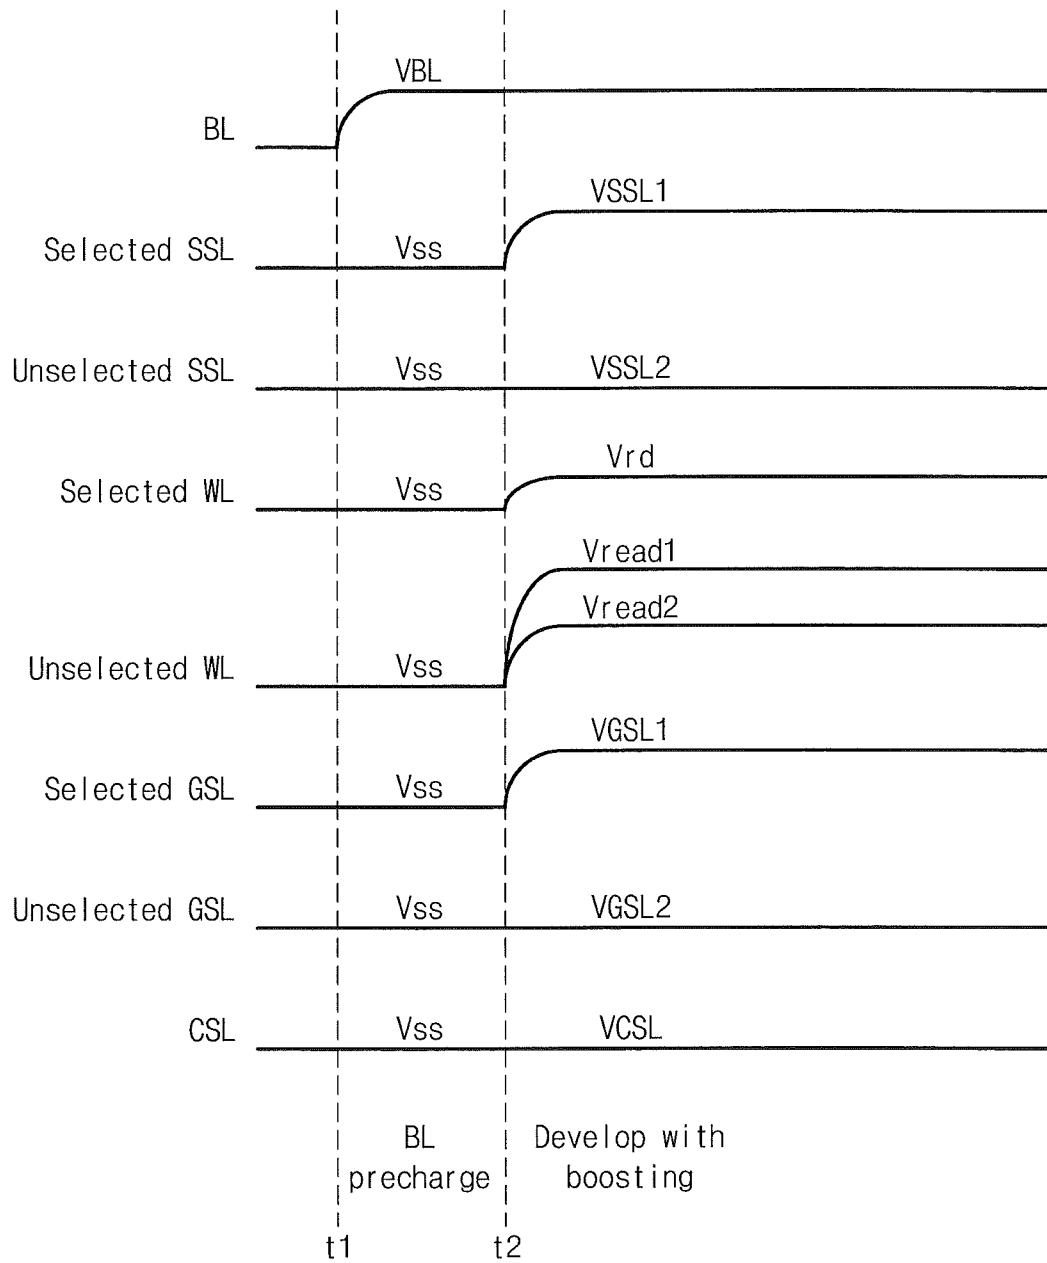 VBL
BL
VSSL1
Selected SSL
Vss
Unselected SSL
Vss
VSSL2
Vrd
Selected WL
Vss
Vread1
Vread2
Unselected WL
Vss
VGSL1
Selected GSL
Vss
Unselected GSL
Vss
VGSL2
CSL
Vss
VCSL
BL
precharge
Develop with
boosting
t1
t2